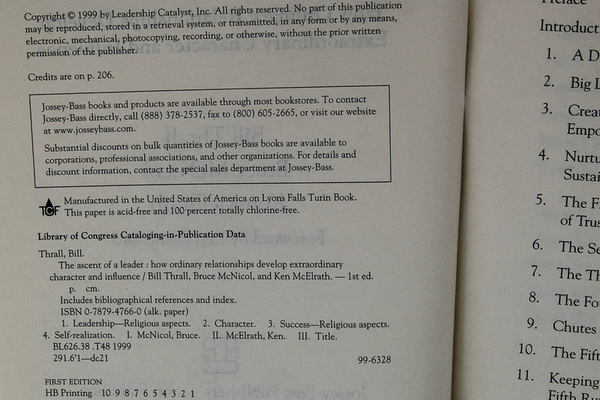 Copyright © 1999 by Leadership Catalyst, Inc. All rights reserved. No part of this publication
may be reproduced, stored in a retrieval system, or transmitted, in any form or by any means,
electronic, mechanical, photocopying, recording, or otherwise, without the prior written
permission of the publisher.
Credits are on p. 206.
Jossey-Bass books and products are available through most bookstores. To contact
Jossey-Bass directly, call (888) 378-2537, fax to (800) 605-2665, or visit our website
at www.josseybass.com.
Substantial discounts on bulk quantities of Jossey-Bass books are available to
corporations, professional associations, and other organizations. For details and
discount information, contact the special sales department at Jossey-Bass.
TCF
Manufactured in the United States of America on Lyons Falls Turin Book.
This paper is acid-free and 100 percent totally chlorine-free.
Library of Congress Cataloging-in-Publication Data
Thrall, Bill.
The ascent of a leader : how ordinary relationships develop extraordinary
character and influence / Bill Thrall, Bruce McNicol, and Ken McElrath. — 1st ed.
p. cm.
Includes bibliographical references and index.
ISBN 0-7879-4766-0 (alk. paper)
1. Leadership—Religious aspects. 2. Character. 3. Success—Religious aspects.
4. Self-realization. I. McNicol, Bruce. II. McElrath, Ken. III. Title.
BL626.38 .T48 1999
291.6'1—dc21
99-6328
FIRST EDITION
HB Printing 10 9 8 7 6 5 4 3 2 1
Introduct
1. A D
2. Big L
3. Crea
Empo
4. Nurtu
Sustai
5. The F
of Trus
6. The Se
7. The Th
8. The Fo
9. Chutes
10. The Fift
11. Keeping
Fifth Ru